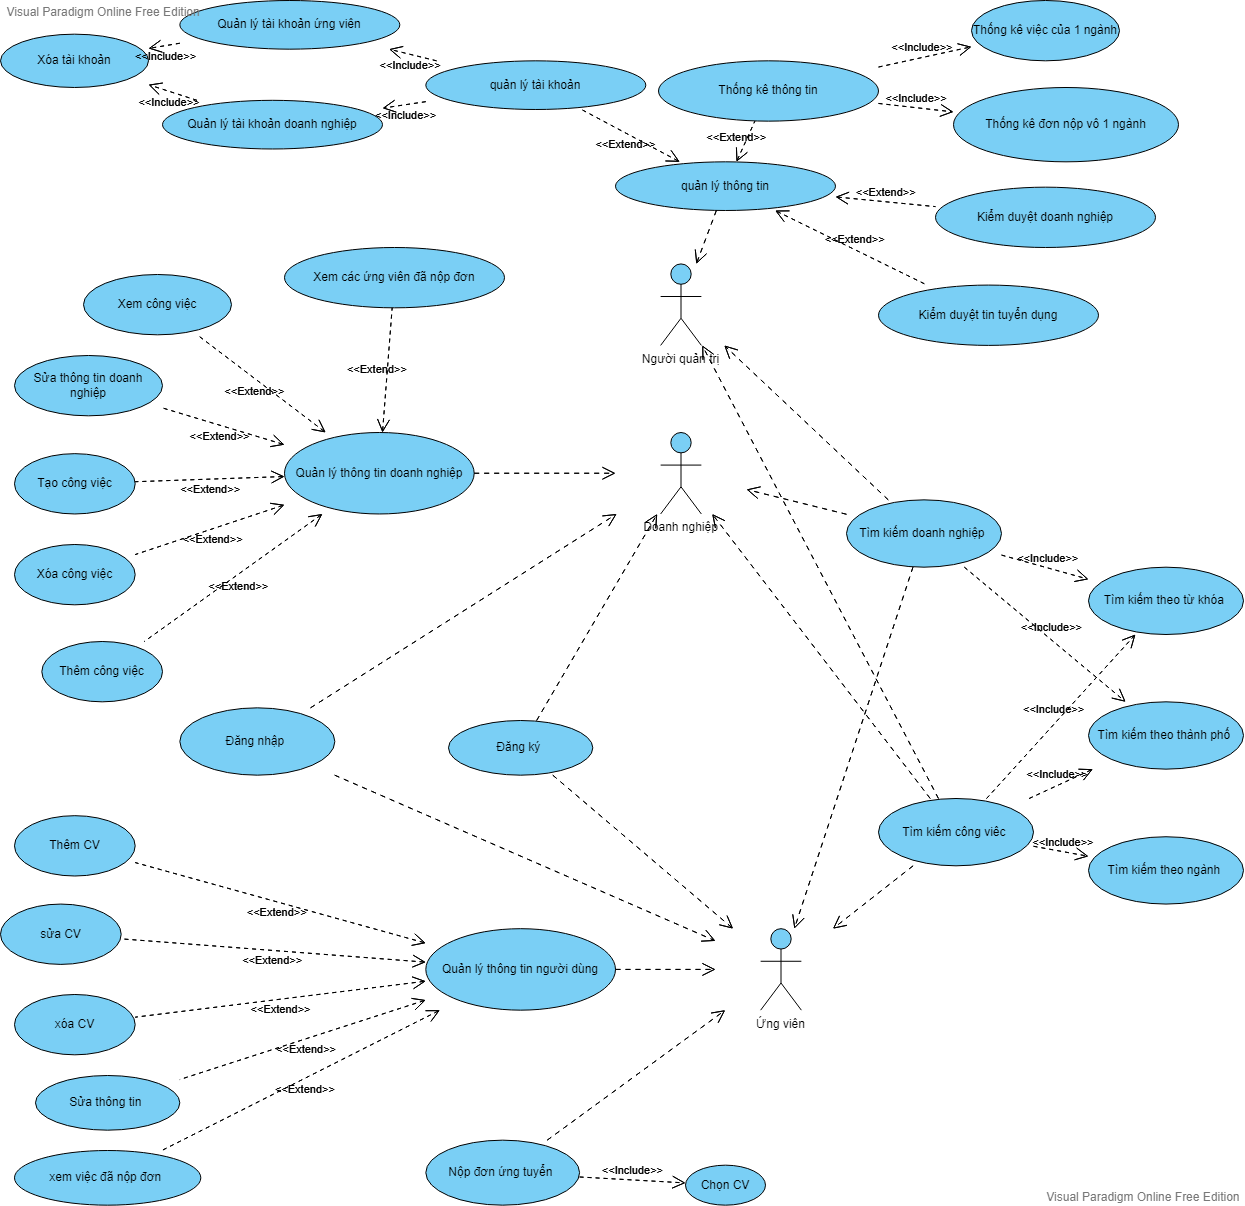 Visual Paradigm Online Free Edition
Quản lý tài khoản ứng viên
Thống kê việc của 1 ngành
Xóa tài khoản
<<Include>>
<<Include>>
<<Include>>
quản lý tài khoản
Thống kê thông tin
<<Include>>
<<Include>>
Quản lý tài khoản doanh nghiệp
<<Include>>
Thống kê đơn nộp vô 1 ngành
<<Extend>>
<<Extend>>
quản lý thông tin
<<Extend>>
Kiểm duyệt doanh nghiệp
<<Extend>>
Xem các ứng viên đã nộp đơn
Xem công việc
Kiểm duyệt tin tuyển dụng
Người quản trị
<<Extend>>
Sửa thông tin doanh
nghiệp
<<Extend>>
<<Extend>>
Quản lý thông tin doanh nghiệp
Tạo công việc
<<Extend>>
Doanh nghiệp
Tìm kiếm doanh nghiệp
<<Extend>>
<<Include>>
Xóa công việc
<<Extend>>
Tìm kiếm theo từ khóa
<<Include>>
Thêm công việc
<<Include>>
Đăng nhập
Đăng ký
Tìm kiếm theo thành phố
<<Include>>
Tìm kiếm công việc
<<Include>>
Thêm CV
Tìm kiếm theo ngành
<<Extend>>
sửa CV
<<Extend>>
Quản lý thông tin người dùng
<<Extend>>
xóa CV
Ứng viên
<<Extend>>
<<Extend>>
Sửa thông tin
xem việc đã nộp đơn
Nộp đơn ứng tuyển
<<Include>>
Chọn CV
Visual Paradigm Online Free Edition